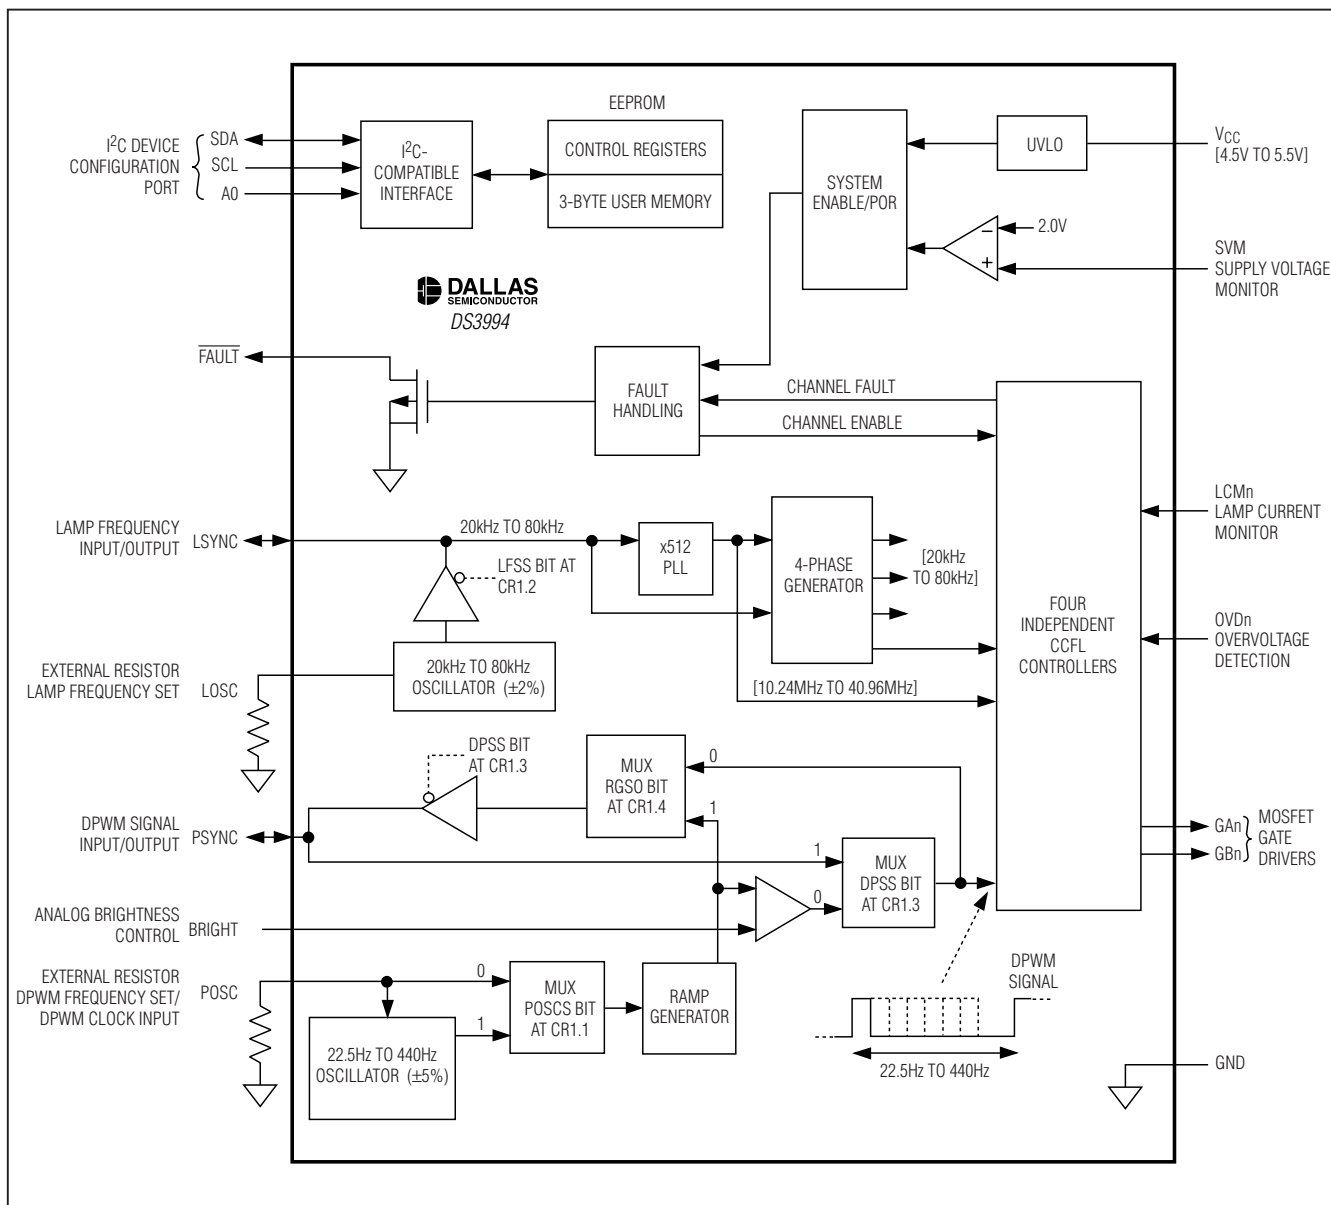 EEPROM
I²C DEVICE
CONFIGURATION
PORT
SDA
SCL
A0
I²C-
COMPATIBLE
INTERFACE
CONTROL REGISTERS
3-BYTE USER MEMORY
SYSTEM
ENABLE/POR
UVLO
VCC
[4.5V TO 5.5V]
2.0V
−
+
SVM
SUPPLY VOLTAGE
MONITOR
DALLAS
SEMICONDUCTOR
DS3994
FAULT
FAULT
HANDLING
CHANNEL FAULT
CHANNEL ENABLE
LAMP FREQUENCY
INPUT/OUTPUT
LSYNC
20kHz TO 80kHz
LFSS BIT AT
CR1.2
x512
PLL
4-PHASE
GENERATOR
[20kHz
TO 80kHz]
FOUR
INDEPENDENT
CCFL
CONTROLLERS
LCMn
LAMP CURRENT
MONITOR
OVDn
OVERVOLTAGE
DETECTION
EXTERNAL RESISTOR
LAMP FREQUENCY SET
LOSC
20kHz TO 80kHz
OSCILLATOR (±2%)
[10.24MHz TO 40.96MHz]
DPSS BIT
AT CR1.3
MUX
RGSO BIT
AT CR1.4
0
1
DPWM SIGNAL
INPUT/OUTPUT
PSYNC
1
0
MUX
DPSS BIT
AT CR1.3
GAn
GBn
MOSFET
GATE
DRIVERS
ANALOG BRIGHTNESS
CONTROL
BRIGHT
EXTERNAL RESISTOR
DPWM FREQUENCY SET/
DPWM CLOCK INPUT
POSC
0
1
MUX
POSCS BIT
AT CR1.1
RAMP
GENERATOR
22.5Hz TO 440Hz
OSCILLATOR (±5%)
DPWM
SIGNAL
22.5Hz TO 440Hz
GND